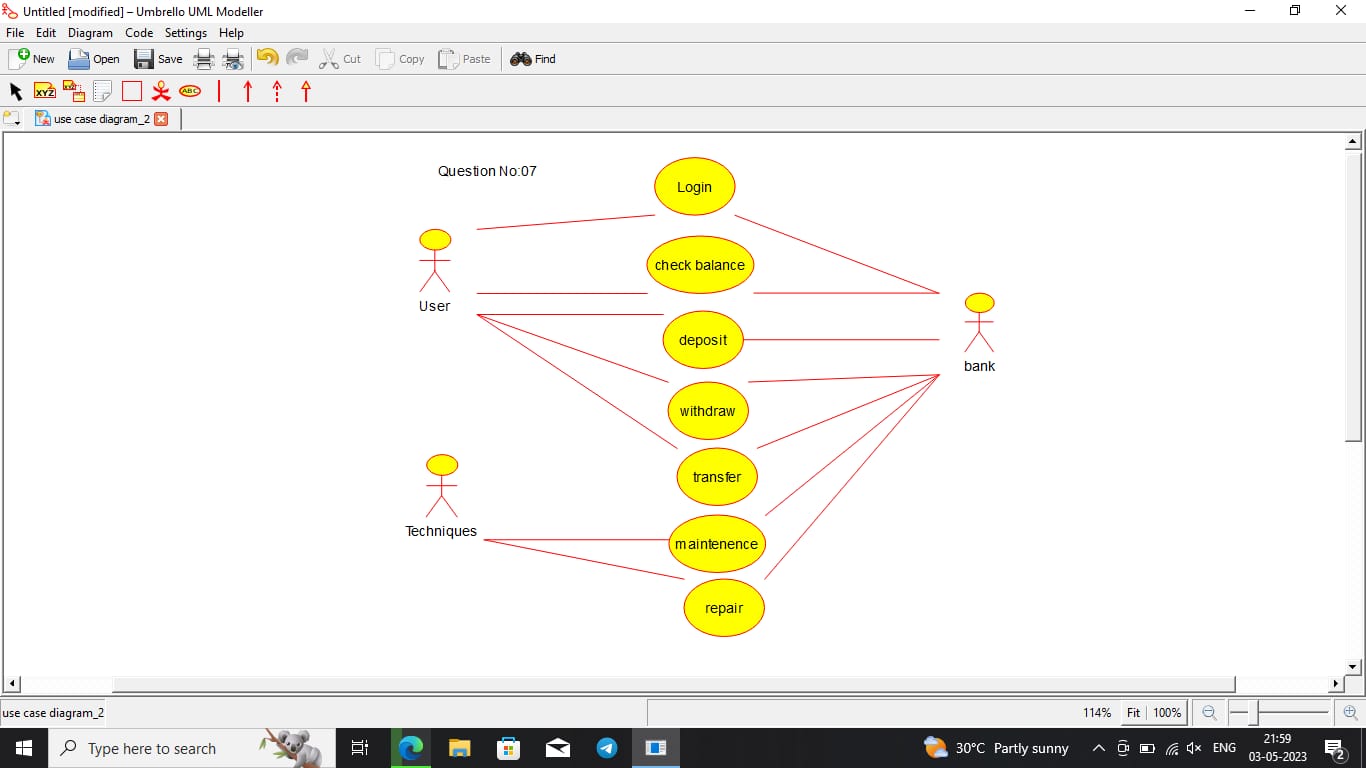 Untitled [modified] – Umbrello UML Modeller
File Edit Diagram Code Settings Help
New Open Save Cut Copy Paste Find
XYZ XYZ ABC
use case diagram_2
Question No:07
Login
check balance
User
deposit
bank
withdraw
transfer
Techniques
maintenence
repair
use case diagram_2 114% Fit 100%
Type here to search 30°C Partly sunny ENG 21:59
03-05-2023 2